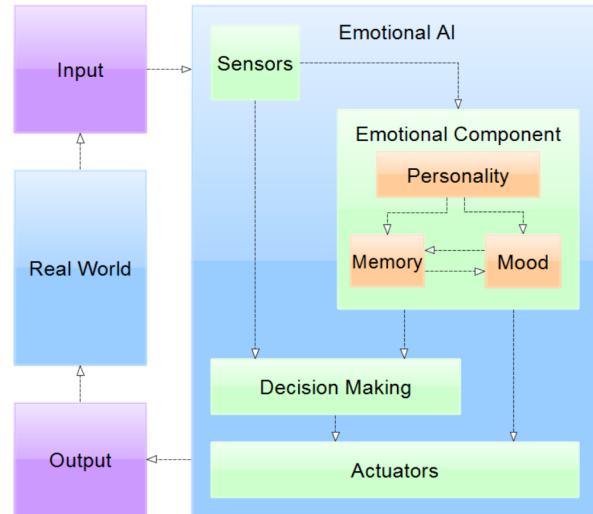 Input
Emotional AI
Sensors
Emotional Component
Personality
Memory
Mood
Real World
Decision Making
Output
Actuators